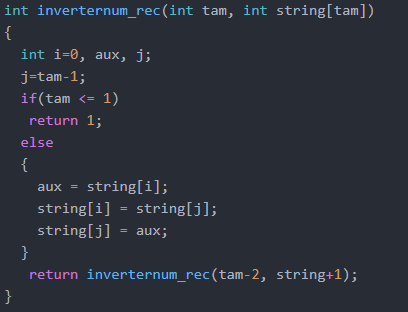 int inverternum_rec(int tam, int string[tam])
{
  int i=0, aux, j;
  j=tam-1;
  if(tam <= 1)
   return 1;
  else
  {
    aux = string[i];
    string[i] = string[j];
    string[j] = aux;
  }
   return inverternum_rec(tam-2, string+1);
}